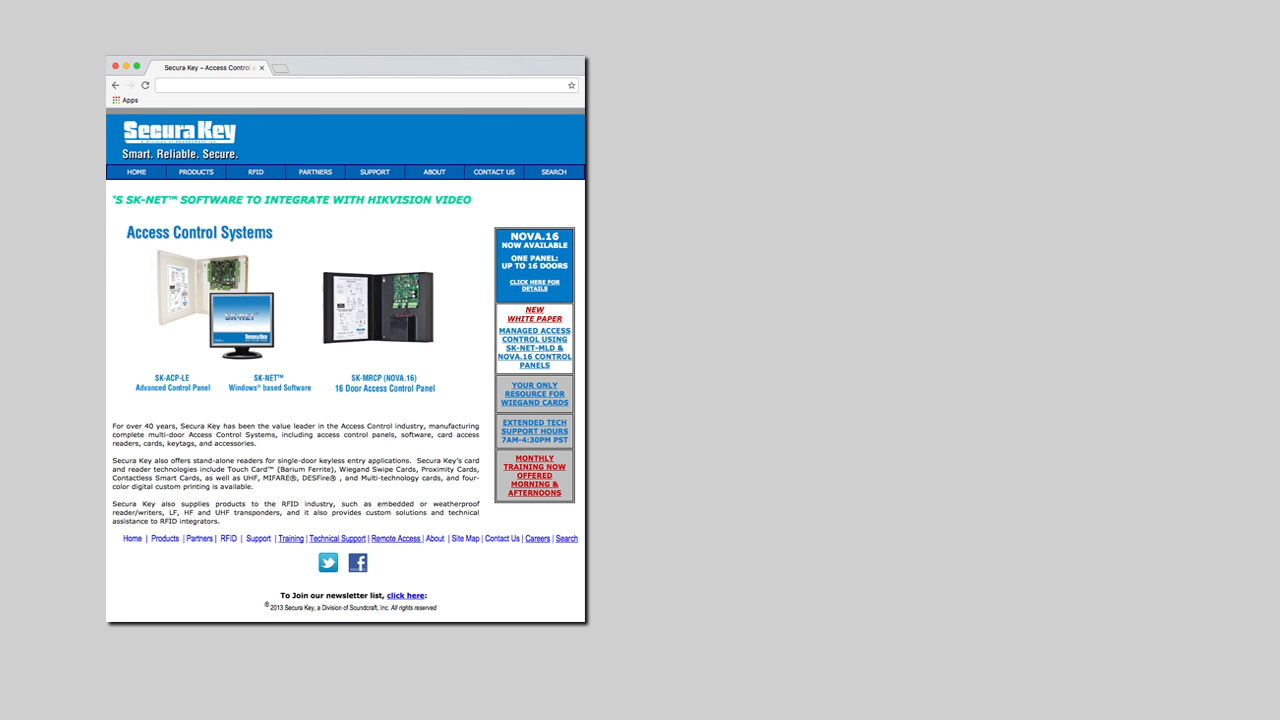 Secura Key – Access Control
Apps
Secura Key
Smart. Reliable. Secure.
HOME PRODUCTS RFID PARTNERS SUPPORT ABOUT CONTACT US SEARCH
'S SK-NET™ SOFTWARE TO INTEGRATE WITH HIKVISION VIDEO
Access Control Systems
SK-NET
SK-ACP-LE
Advanced Control Panel
SK-NET™
Windows® based Software
SK-MRCP (NOVA.16)
16 Door Access Control Panel
NOVA.16
NOW AVAILABLE
ONE PANEL:
UP TO 16 DOORS
CLICK HERE FOR
DETAILS
NEW
WHITE PAPER
MANAGED ACCESS
CONTROL USING
SK-NET-MLD &
NOVA.16 CONTROL
PANELS
YOUR ONLY
RESOURCE FOR
WIEGAND CARDS
EXTENDED TECH
SUPPORT HOURS
7AM-4:30PM PST
MONTHLY
TRAINING NOW
OFFERED
MORNING &
AFTERNOONS
For over 40 years, Secura Key has been the value leader in the Access Control industry, manufacturing
complete multi-door Access Control Systems, including access control panels, software, card access
readers, cards, keytags, and accessories.
Secura Key also offers stand-alone readers for single-door keyless entry applications. Secura Key's card
and reader technologies include Touch Card™ (Barium Ferrite), Wiegand Swipe Cards, Proximity Cards,
Contactless Smart Cards, as well as UHF, MIFARE®, DESFire® , and Multi-technology cards, and four-
color digital custom printing is available.
Secura Key also supplies products to the RFID industry, such as embedded or weatherproof
reader/writers, LF, HF and UHF transponders, and it also provides custom solutions and technical
assistance to RFID integrators.
Home | Products | Partners | RFID | Support | Training | Technical Support | Remote Access | About | Site Map | Contact Us | Careers | Search
To Join our newsletter list, click here:
® 2013 Secura Key, a Division of Soundcraft, Inc. All rights reserved